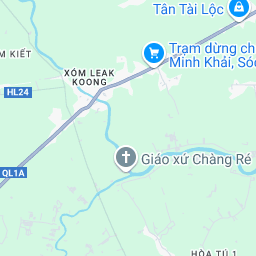 Tân Tài Lộc
Trạm dừng ch
Minh Khải, Sóc
M KIẾT
XÓM LEAK
KOONG
HL24
QL1A
Giáo xứ Chàng Ré
HÒA TÚ 1